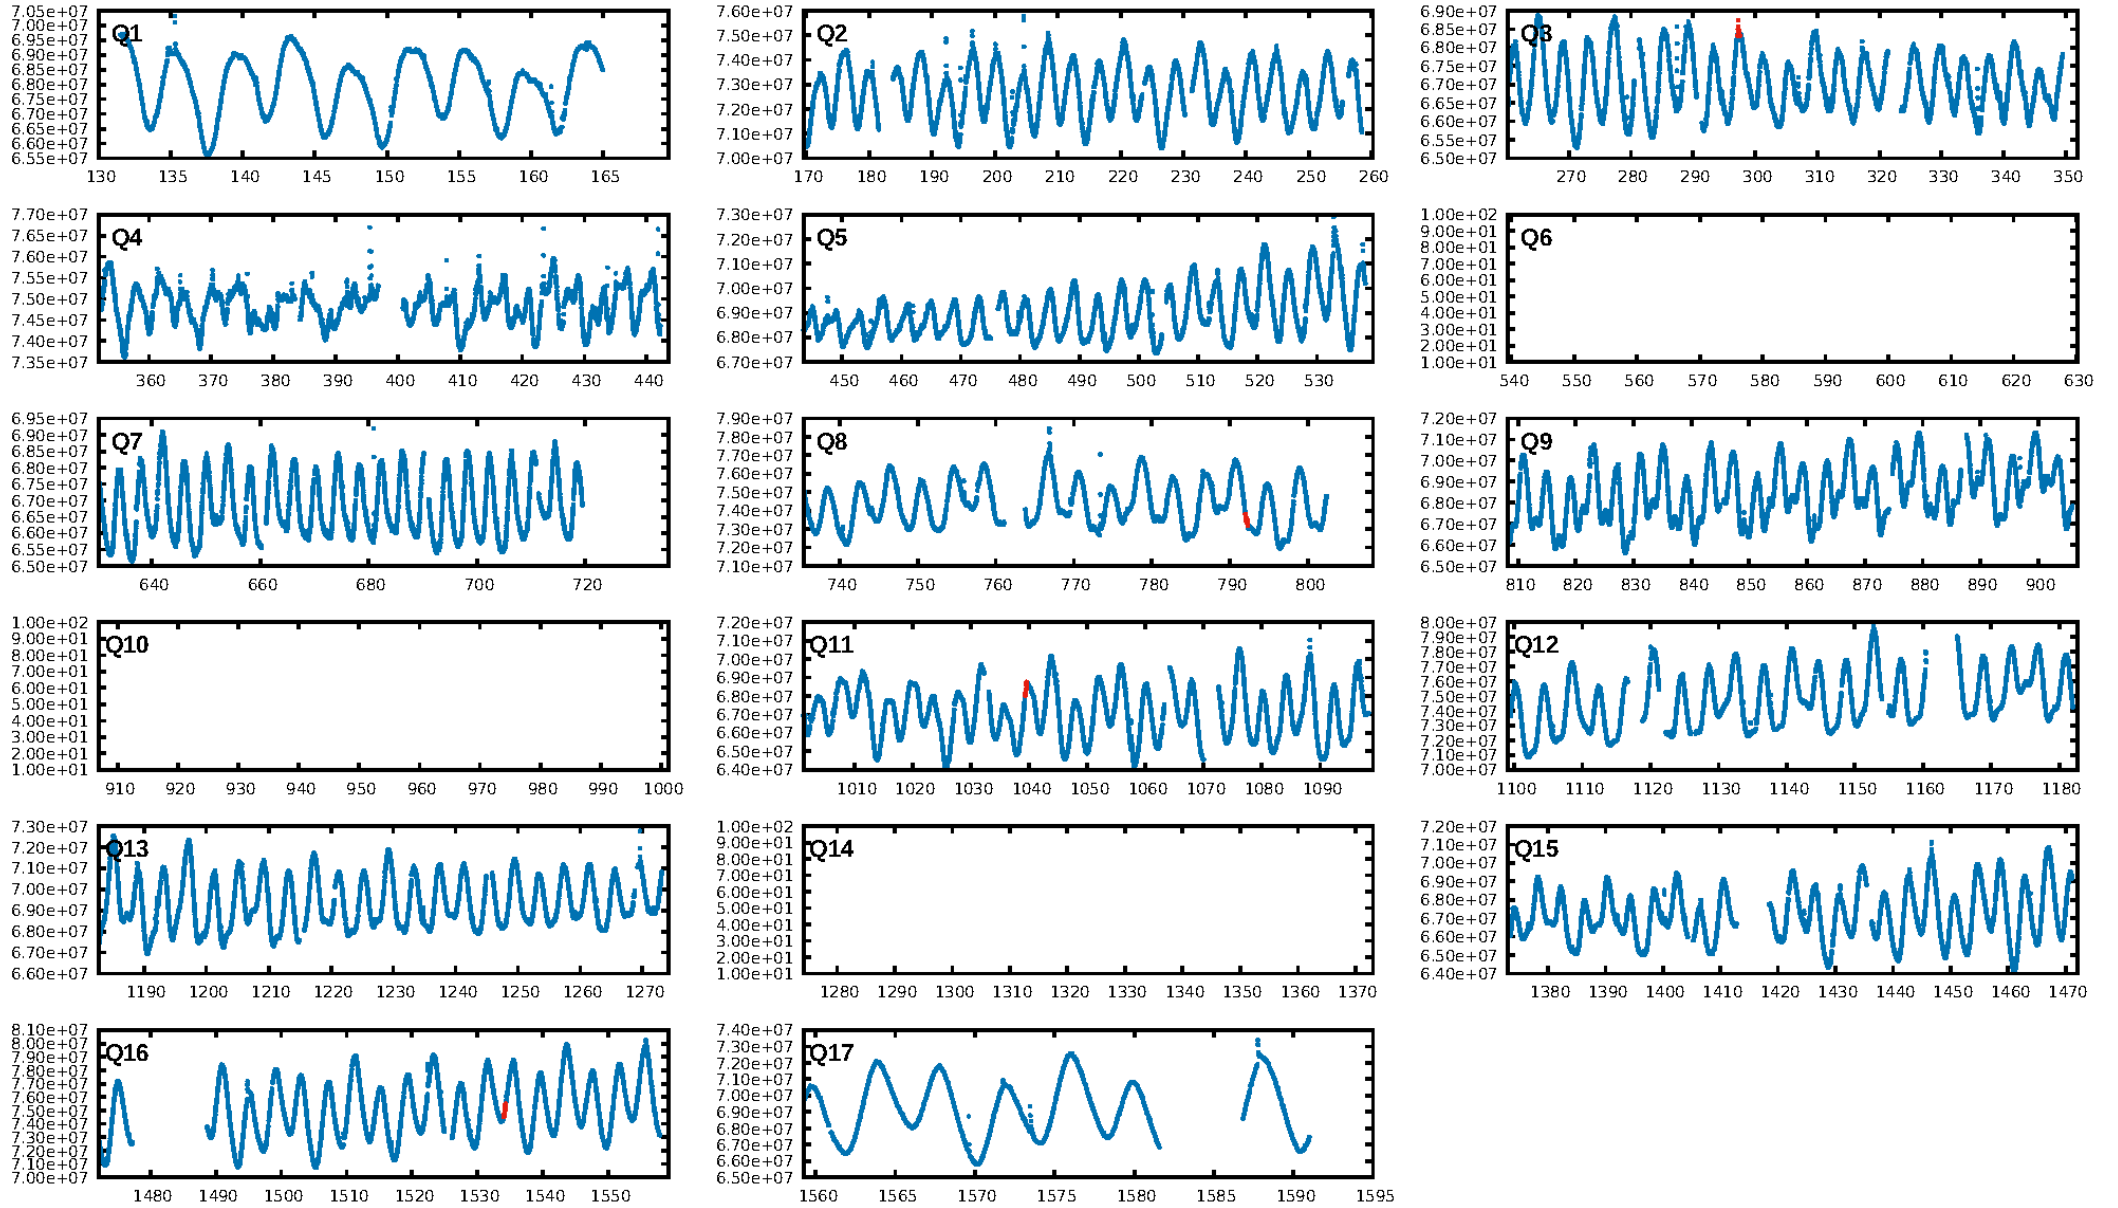 Q1
7.05e+07
7.00e+07
6.95e+07
6.90e+07
6.85e+07
6.80e+07
6.75e+07
6.70e+07
6.65e+07
6.60e+07
6.55e+07
130 135 140 145 150 155 160 165
Q2
7.60e+07
7.50e+07
7.40e+07
7.30e+07
7.20e+07
7.10e+07
7.00e+07
170 180 190 200 210 220 230 240 250 260
Q3
6.90e+07
6.85e+07
6.80e+07
6.75e+07
6.70e+07
6.65e+07
6.60e+07
6.55e+07
6.50e+07
270 280 290 300 310 320 330 340 350
Q4
7.70e+07
7.65e+07
7.60e+07
7.55e+07
7.50e+07
7.45e+07
7.40e+07
7.35e+07
360 370 380 390 400 410 420 430 440
Q5
7.30e+07
7.20e+07
7.10e+07
7.00e+07
6.90e+07
6.80e+07
6.70e+07
450 460 470 480 490 500 510 520 530
Q6
1.00e+02
9.00e+01
8.00e+01
7.00e+01
6.00e+01
5.00e+01
4.00e+01
3.00e+01
2.00e+01
1.00e+01
540 550 560 570 580 590 600 610 620 630
Q7
6.95e+07
6.90e+07
6.85e+07
6.80e+07
6.75e+07
6.70e+07
6.65e+07
6.60e+07
6.55e+07
6.50e+07
640 660 680 700 720
Q8
7.90e+07
7.80e+07
7.70e+07
7.60e+07
7.50e+07
7.40e+07
7.30e+07
7.20e+07
7.10e+07
740 750 760 770 780 790 800
Q9
7.20e+07
7.10e+07
7.00e+07
6.90e+07
6.80e+07
6.70e+07
6.60e+07
6.50e+07
810 820 830 840 850 860 870 880 890 900
Q10
1.00e+02
9.00e+01
8.00e+01
7.00e+01
6.00e+01
5.00e+01
4.00e+01
3.00e+01
2.00e+01
1.00e+01
910 920 930 940 950 960 970 980 990 1000
Q11
7.20e+07
7.10e+07
7.00e+07
6.90e+07
6.80e+07
6.70e+07
6.60e+07
6.50e+07
6.40e+07
1010 1020 1030 1040 1050 1060 1070 1080 1090
Q12
8.00e+07
7.90e+07
7.80e+07
7.70e+07
7.60e+07
7.50e+07
7.40e+07
7.30e+07
7.20e+07
7.10e+07
7.00e+07
1100 1110 1120 1130 1140 1150 1160 1170 1180
Q13
7.30e+07
7.20e+07
7.10e+07
7.00e+07
6.90e+07
6.80e+07
6.70e+07
6.60e+07
1190 1200 1210 1220 1230 1240 1250 1260 1270
Q14
1.00e+02
9.00e+01
8.00e+01
7.00e+01
6.00e+01
5.00e+01
4.00e+01
3.00e+01
2.00e+01
1.00e+01
1280 1290 1300 1310 1320 1330 1340 1350 1360 1370
Q15
7.20e+07
7.10e+07
7.00e+07
6.90e+07
6.80e+07
6.70e+07
6.60e+07
6.50e+07
6.40e+07
1380 1390 1400 1410 1420 1430 1440 1450 1460 1470
Q16
8.10e+07
8.00e+07
7.90e+07
7.80e+07
7.70e+07
7.60e+07
7.50e+07
7.40e+07
7.30e+07
7.20e+07
7.10e+07
7.00e+07
1480 1490 1500 1510 1520 1530 1540 1550
Q17
7.40e+07
7.30e+07
7.20e+07
7.10e+07
7.00e+07
6.90e+07
6.80e+07
6.70e+07
6.60e+07
6.50e+07
1560 1565 1570 1575 1580 1585 1590 1595